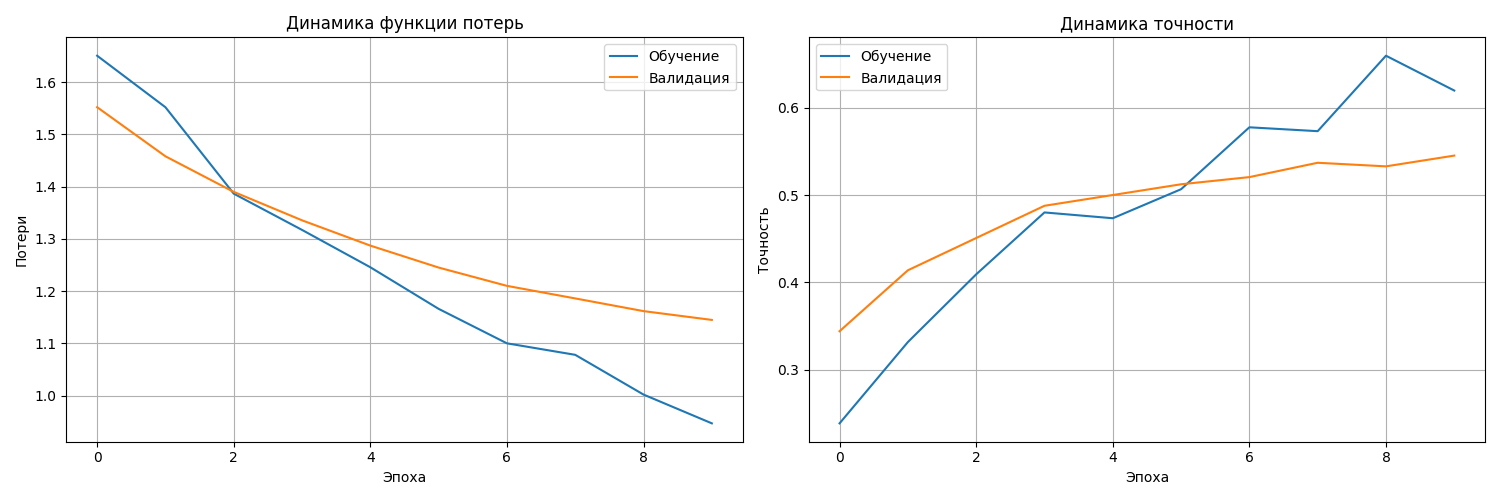 Динамика функции потерь
Потери
1.6
1.5
1.4
1.3
1.2
1.1
1.0
Обучение
Валидация
0 2 4 6 8
Эпоха
Динамика точности
Точность
0.6
0.5
0.4
0.3
Обучение
Валидация
0 2 4 6 8
Эпоха